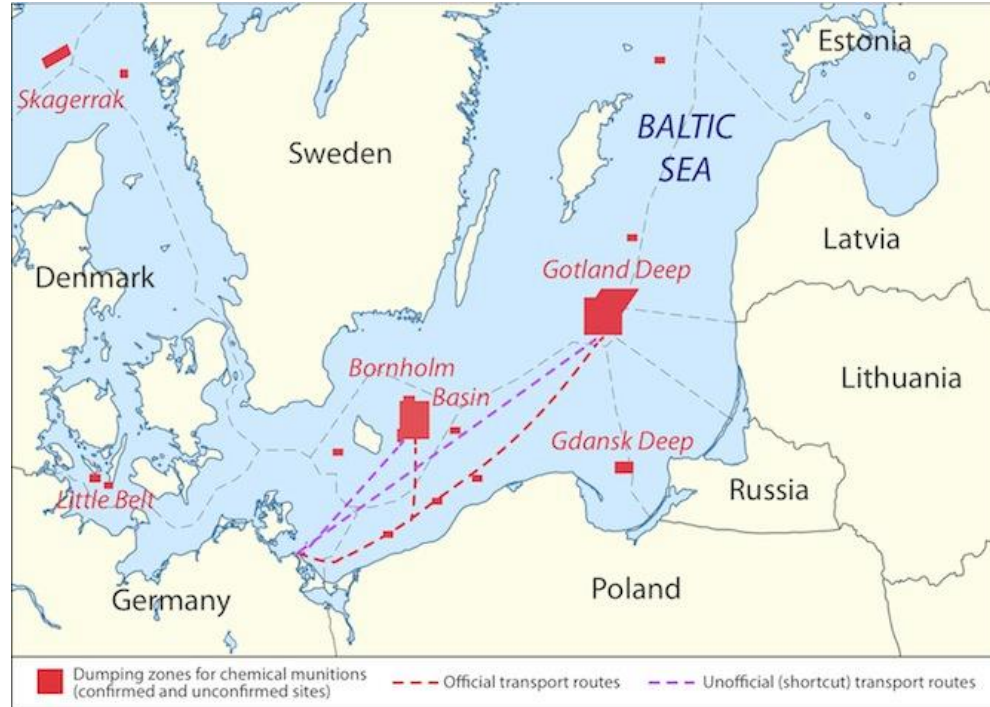 Estonia
Skagerrak
BALTIC
SEA
Sweden
Latvia
Gotland Deep
Denmark
Bornholm
Basin
Lithuania
Gdansk Deep
Little Belt
Russia
Poland
Germany
Dumping zones for chemical munitions
(confirmed and unconfirmed sites)
Official transport routes
Unofficial (shortcut) transport routes